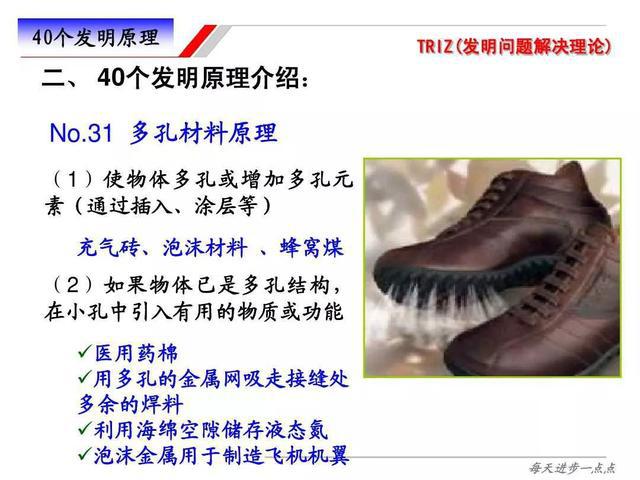 40个发明原理
TRIZ(发明问题解决理论)
二、 40个发明原理介绍：
No.31 多孔材料原理
（1）使物体多孔或增加多孔元
素（通过插入、涂层等）
充气砖、泡沫材料 、蜂窝煤
（2）如果物体已是多孔结构，
在小孔中引入有用的物质或功能
✓医用药棉
✓用多孔的金属网吸走接缝处
多余的焊料
✓利用海绵空隙储存液态氮
✓泡沫金属用于制造飞机机翼
每天进步一点点